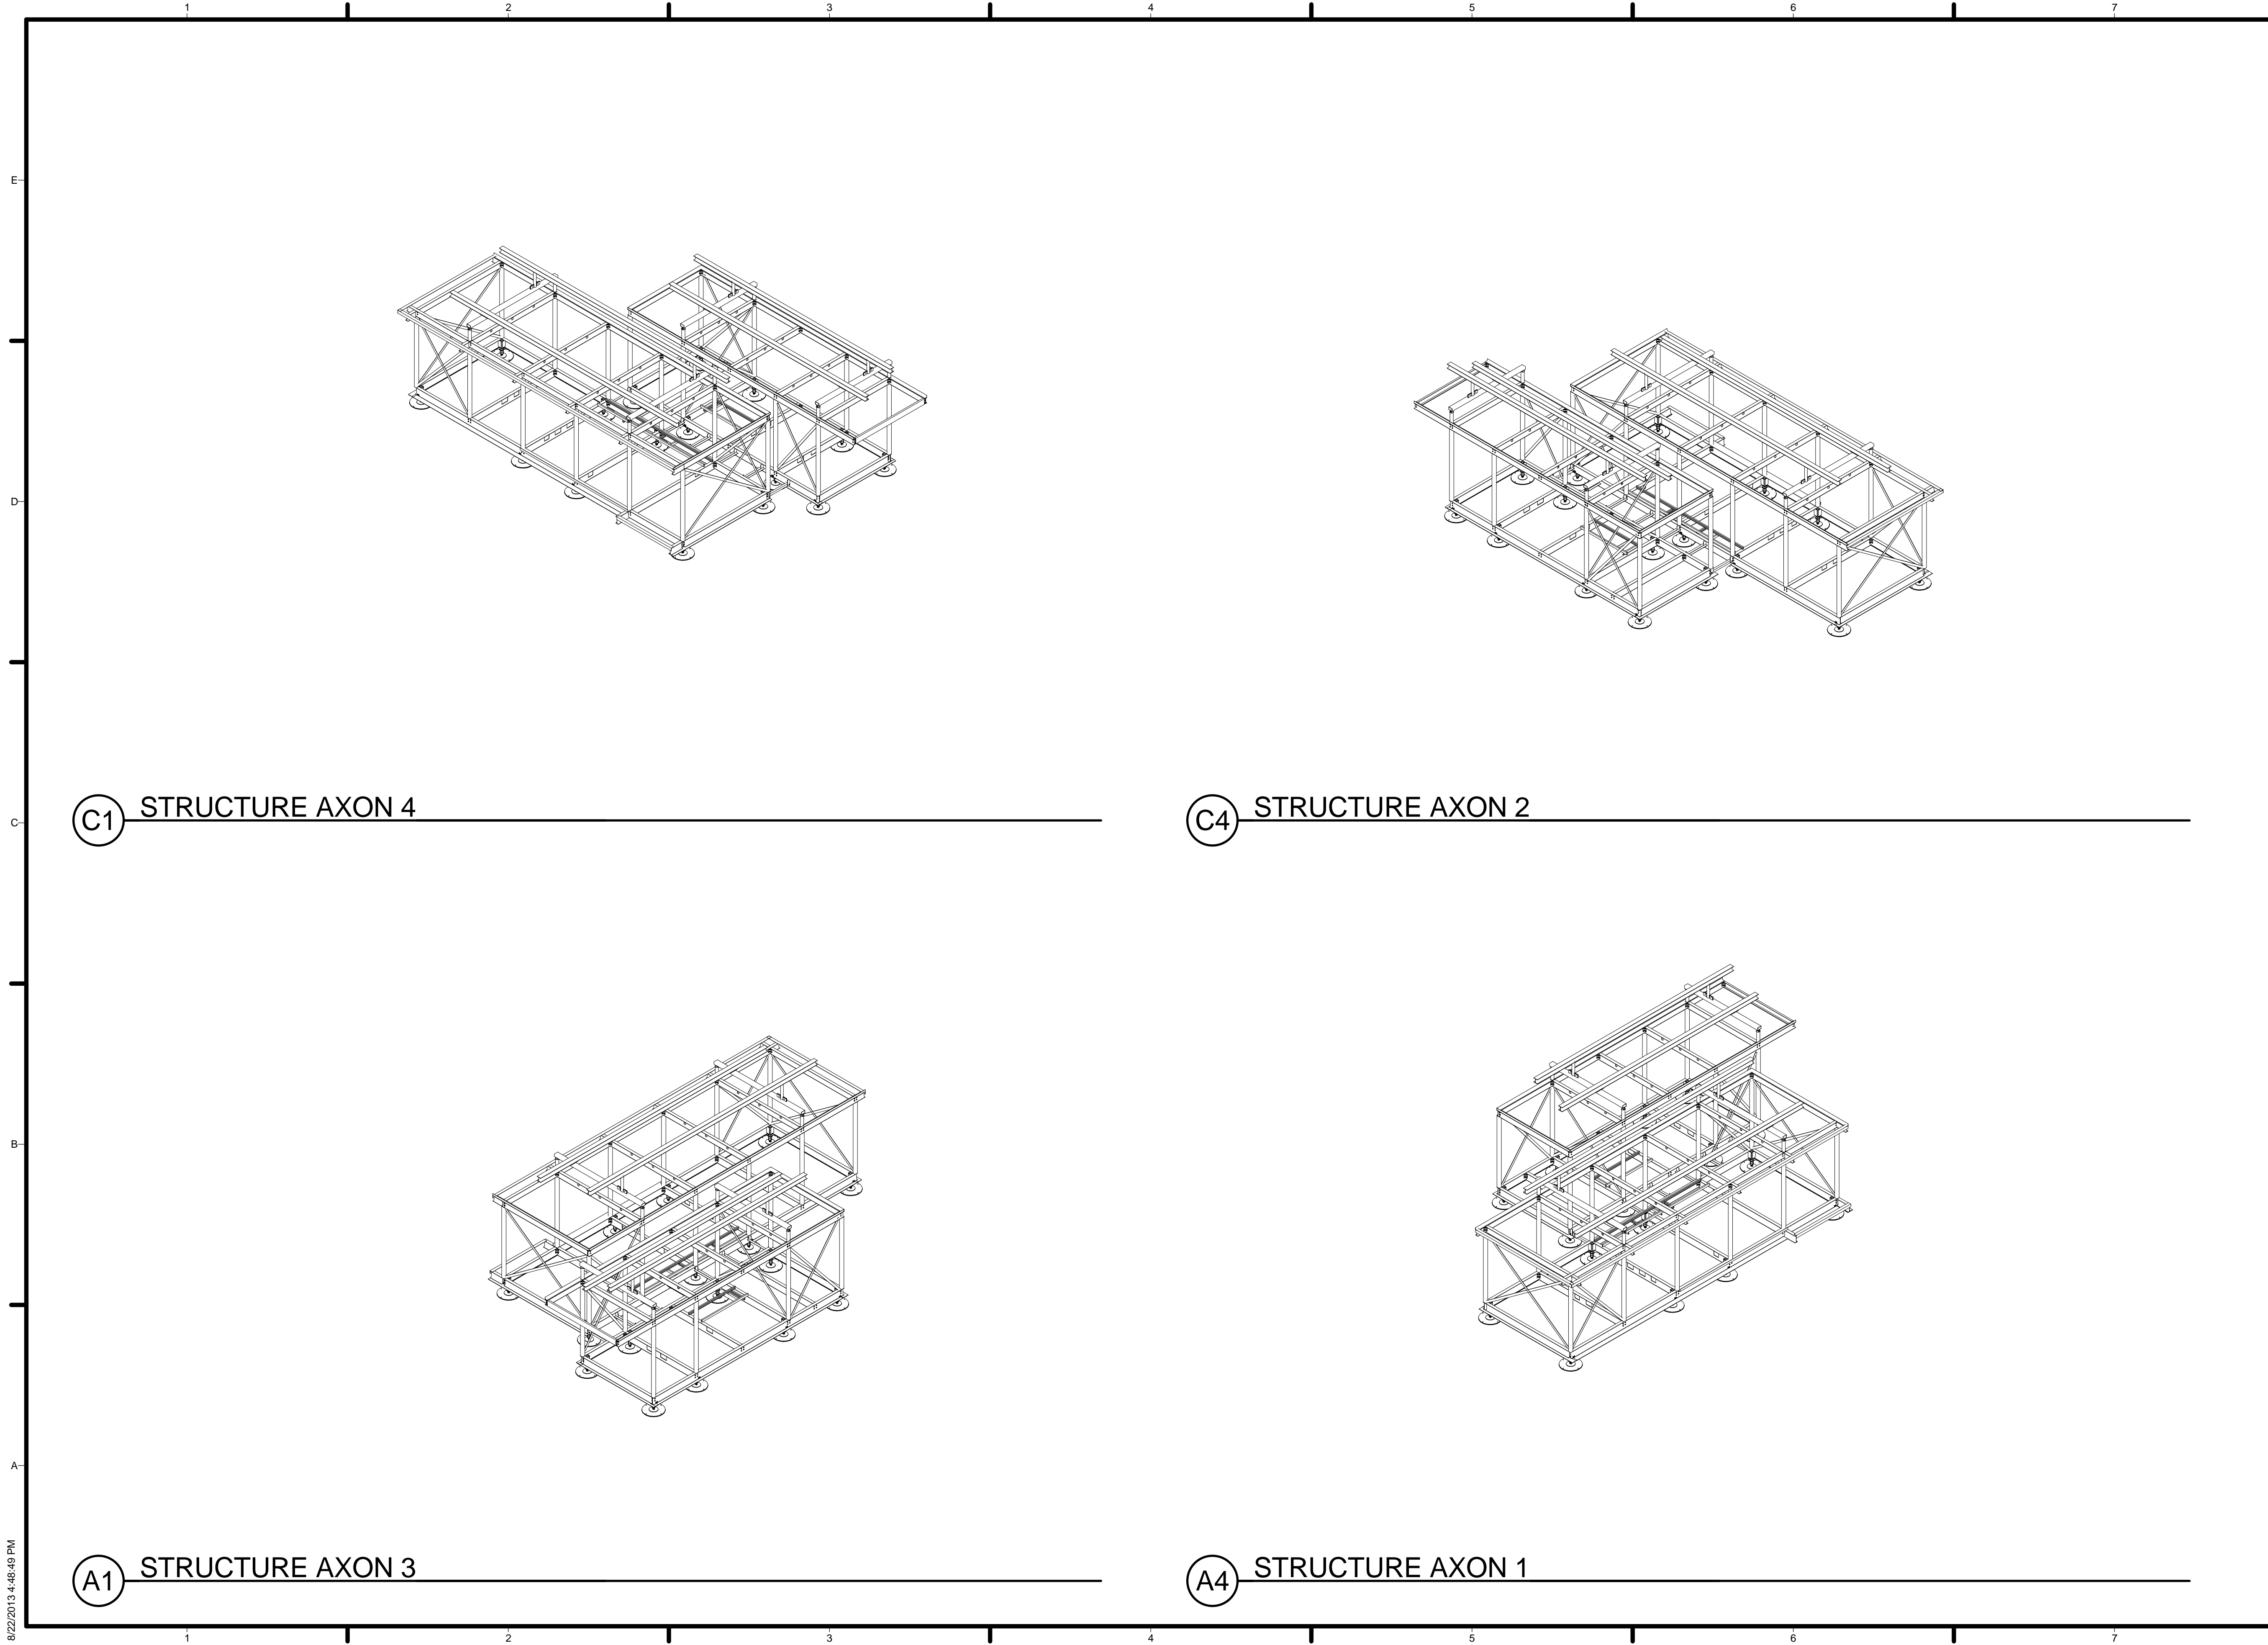 1 2 3 4 5 6 7
E
D
C1 STRUCTURE AXON 4
C4 STRUCTURE AXON 2
C
B
A
A1 STRUCTURE AXON 3
A4 STRUCTURE AXON 1
8/22/2013 4:48:49 PM
1 2 3 4 5 6 7